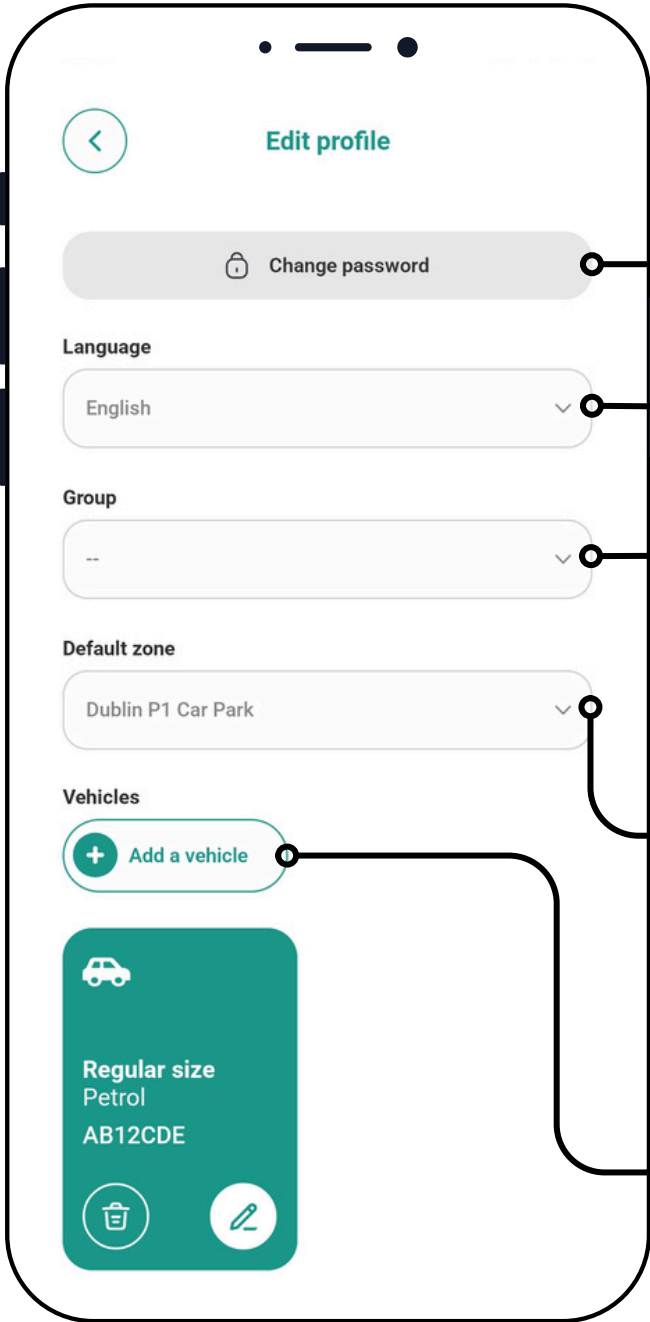 Edit profile
Change password
Language
English
Group
--
Default zone
Dublin P1 Car Park
Vehicles
Add a vehicle
Regular size
Petrol
AB12CDE